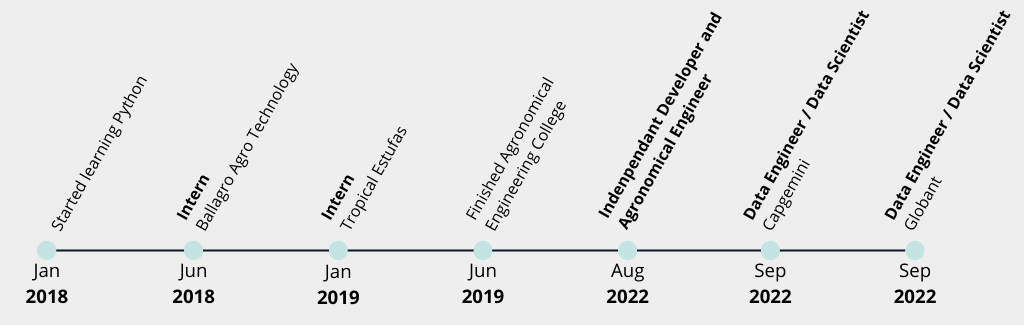 Started learning Python
Jan
2018
Intern
Ballagro Agro Technology
Jun
2018
Intern
Tropical Estufas
Jan
2019
Finished Agronomical
Engineering College
Jun
2019
Indenpendant Developer and
Agronomical Engineer
Aug
2022
Data Engineer / Data Scientist
Capgemini
Sep
2022
Data Engineer / Data Scientist
Globant
Sep
2022